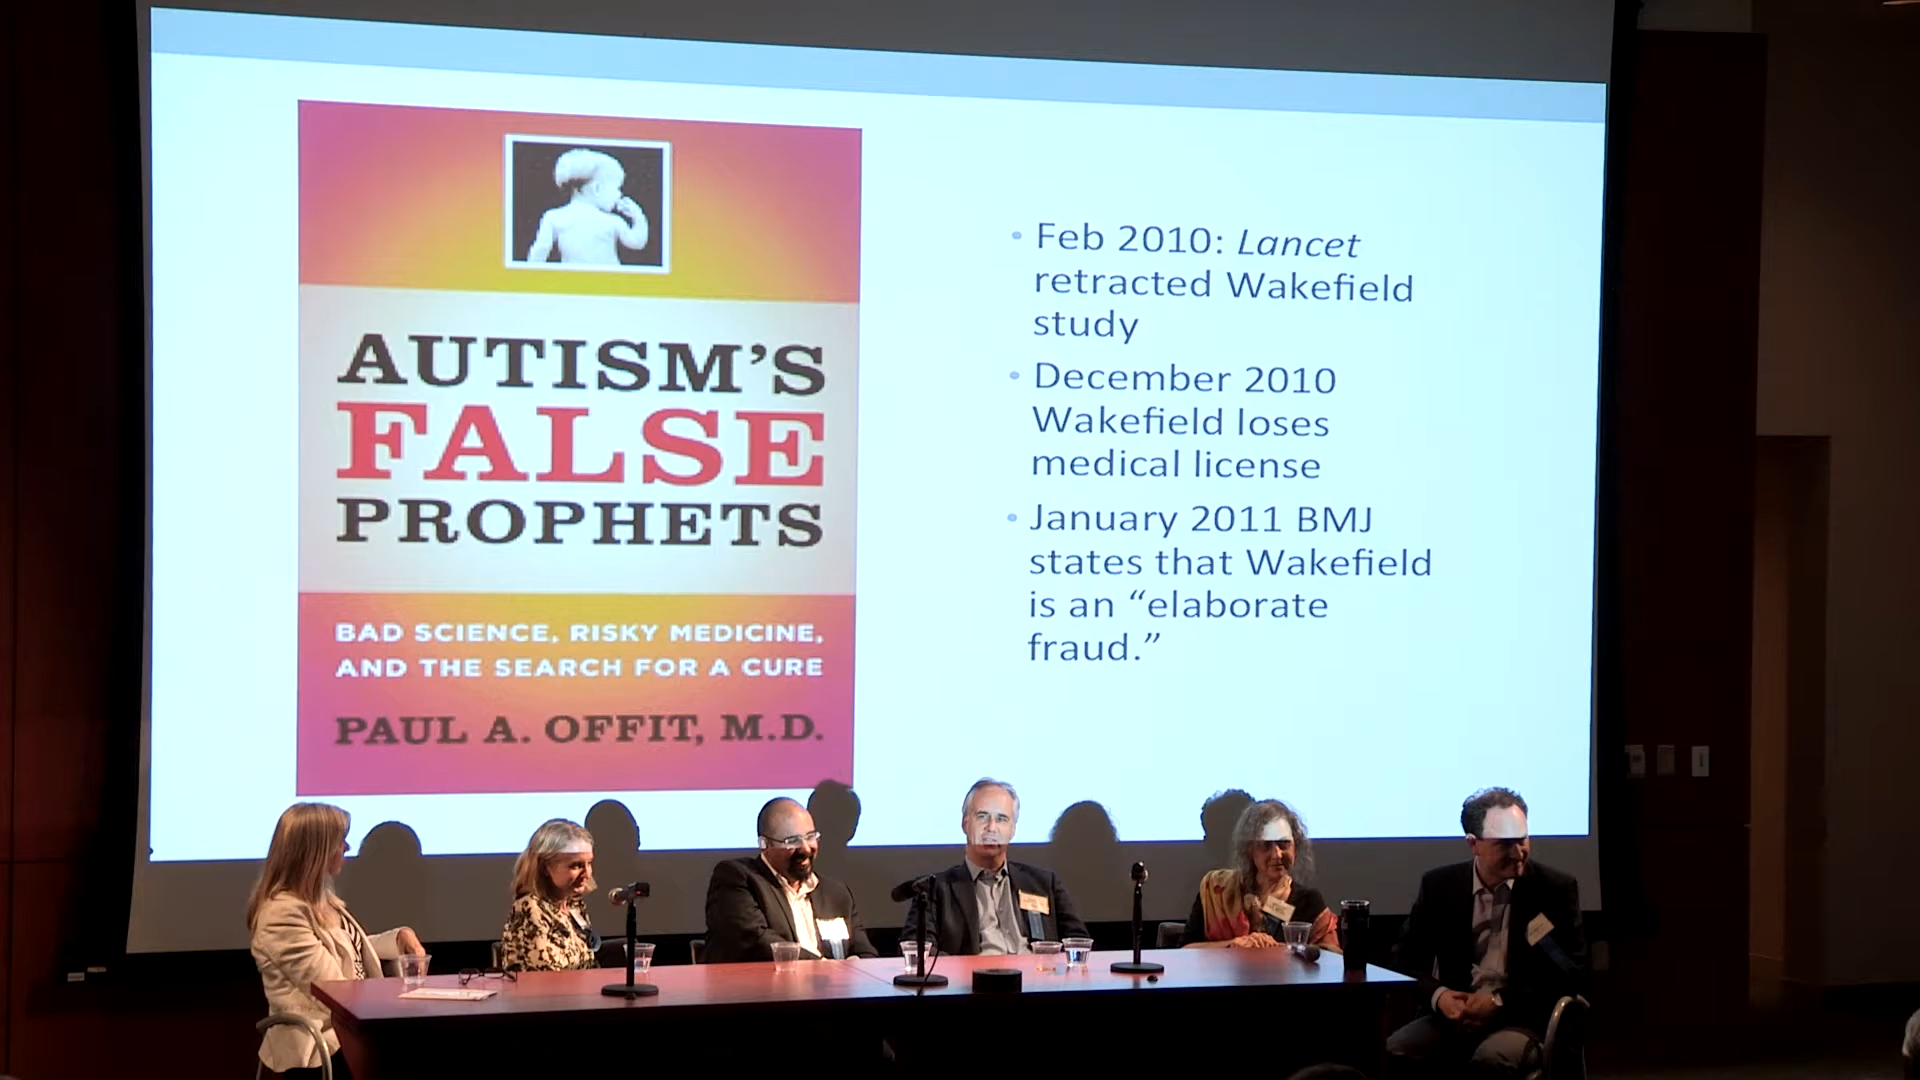 AUTISM'S
FALSE
PROPHETS
BAD SCIENCE, RISKY MEDICINE,
AND THE SEARCH FOR A CURE
PAUL A. OFFIT, M.D.
• Feb 2010: Lancet
retracted Wakefield
study
• December 2010
Wakefield loses
medical license
• January 2011 BMJ
states that Wakefield
is an “elaborate
fraud.”